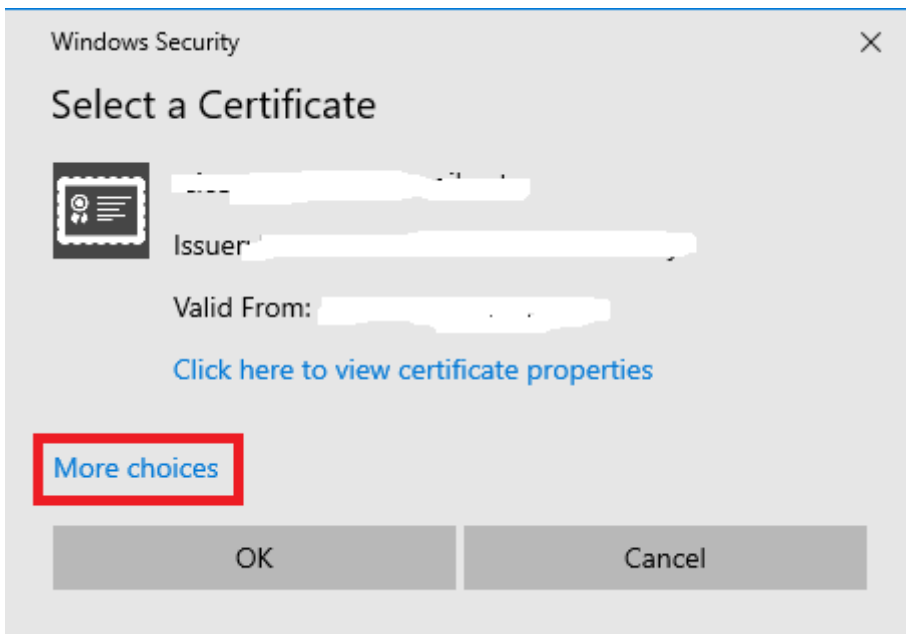 Windows Security
Select a Certificate
Issuer:
Valid From:
Click here to view certificate properties
More choices
OK
Cancel